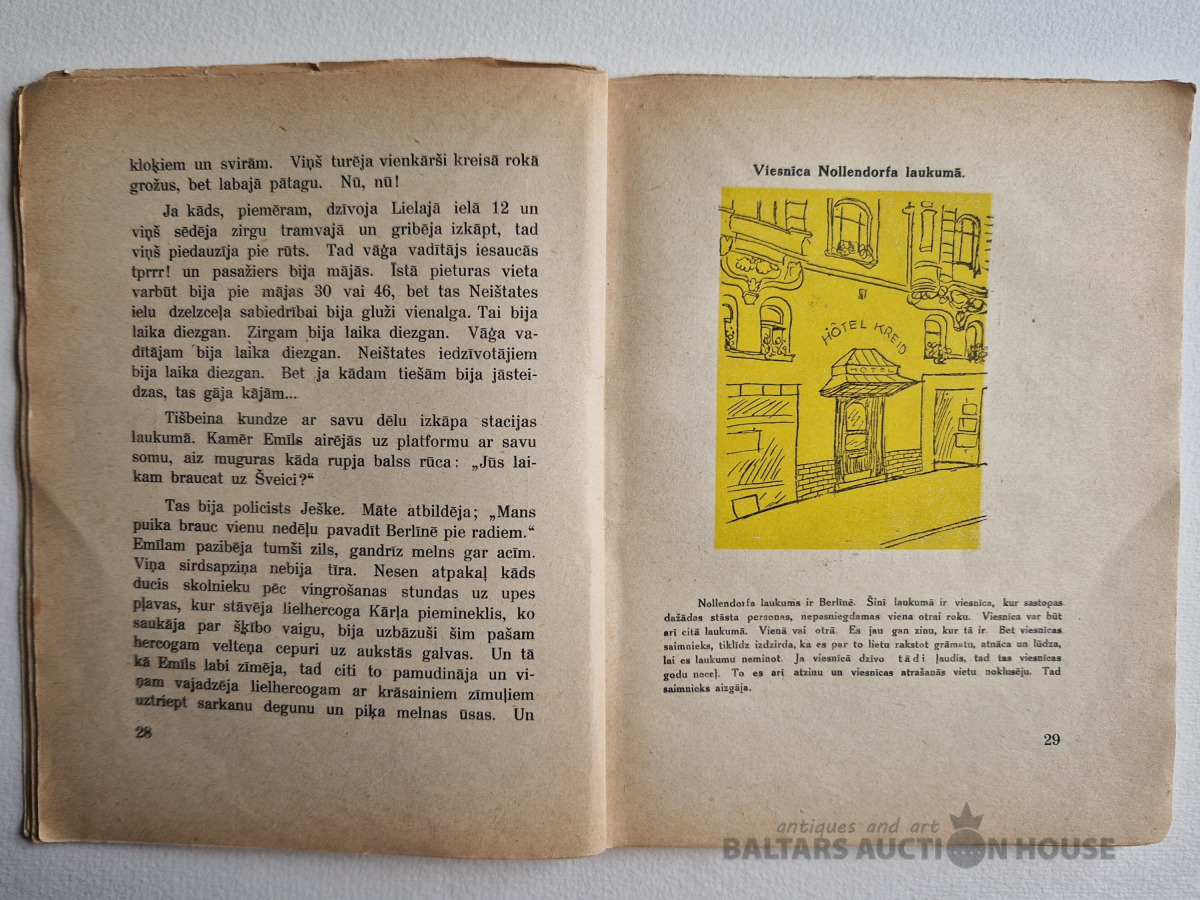 kloķiem un svirām. Viņš turēja vienkārši kreisā rokā
grožus, bet labajā pātagu. Nū, nū!
Ja kāds, piemēram, dzīvoja Lielajā ielā 12 un
viņš sēdēja zirgu tramvajā un gribēja izkāpt, tad
viņš piedauzīja pie rūts. Tad vāģa vadītājs iesaucās
tprrr! un pasažiers bija mājās. Īstā pieturas vieta
varbūt bija pie mājas 30 vai 46, bet tas Neištates
ielu dzelzceļa sabiedrībai bija gluži vienalga. Tai bija
laika diezgan. Zirgam bija laika diezgan. Vāģa va-
dītājam bija laika diezgan. Neištates iedzīvotājiem
bija laika diezgan. Bet ja kādam tiešām bija jāstei-
dzas, tas gāja kājām...
Tišbeina kundze ar savu dēlu izkāpa stacijas
laukumā. Kamēr Emīls airējās uz platformu ar savu
somu, aiz muguras kāda rupja balss rūca: „Jūs lai-
kam braucat uz Šveici?“
Tas bija policists Ješke. Māte atbildēja; „Mans
puika brauc vienu nedēļu pavadīt Berlīnē pie radiem.“
Emīlam pazibēja tumši zils, gandrīz melns gar acīm.
Viņa sirdsapziņa nebija tīra. Nesen atpakaļ kāds
ducis skolnieku pēc vingrošanas stundas uz upes
pļavas, kur stāvēja lielhercoga Kārļa piemineklis, ko
saukāja par šķībo vaigu, bija uzbāzuši šim pašam
hercogam velteņa cepuri uz aukstās galvas. Un tā
kā Emīls labi zīmēja, tad citi to pamudināja un vi-
ņam vajadzēja lielhercogam ar krāsainiem zīmuļiem
uztriept sarkanu degunu un piķa melnas ūsas. Un
28
Viesnīca Nollendorfa laukumā.
HÔTEL KREID
HOTEL
Nollendorfa laukums ir Berlīnē. Šinī laukumā ir viesnīca, kur sastopas
dažādas stāsta personas, nepasniegdamas viena otrai roku. Viesnīca var būt
arī citā laukumā. Vienā vai otrā. Es jau gan zinu, kur tā ir. Bet viesnīcas
saimnieks, tiklīdz izdzirda, ka es par to lietu rakstot grāmatu, atnāca un lūdza,
lai es laukumu neminot. Ja viesnīcā dzīvo tādi ļaudis, tad tas viesnīcas
godu neceļ. To es arī atzinu un viesnīcas atrašanās vietu noklusēju. Tad
saimnieks aizgāja.
29
antiques and art
BALTARS AUCTION HOUSE